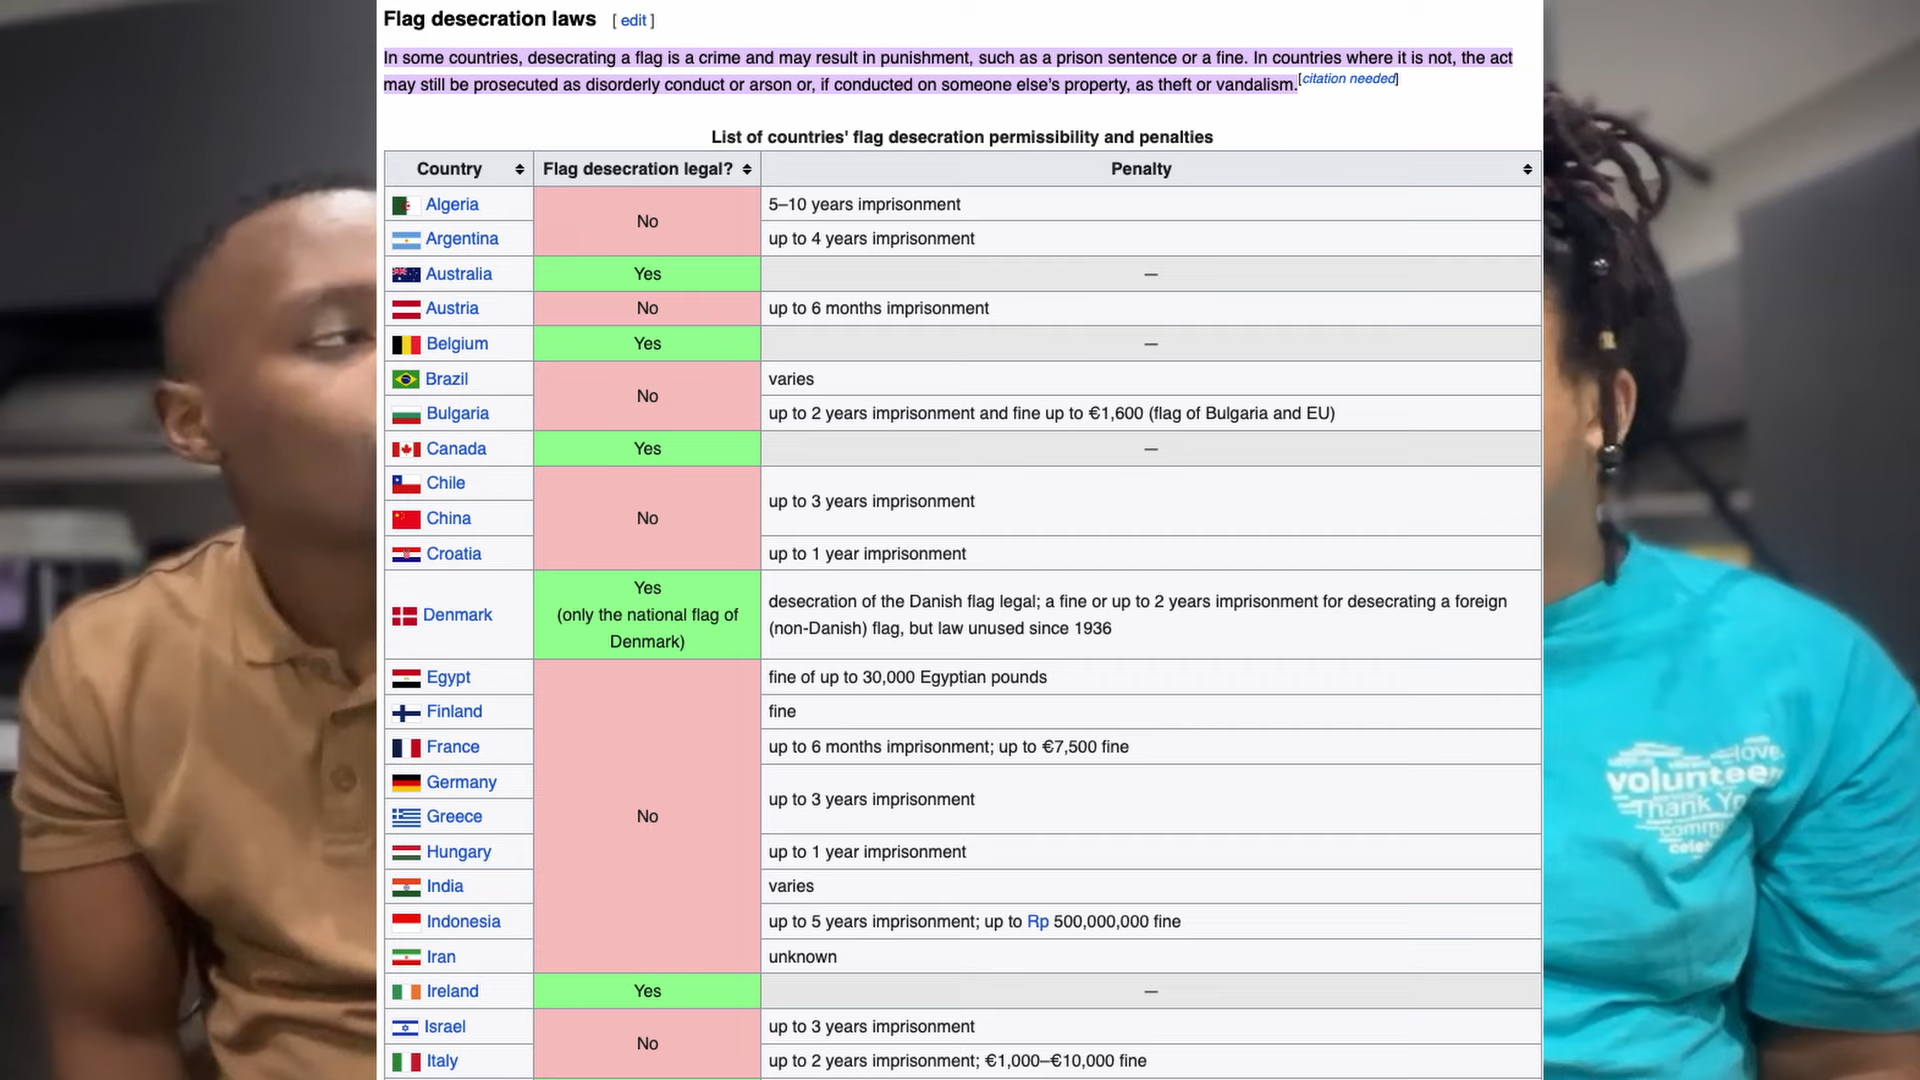 Flag desecration laws [ edit ]
In some countries, desecrating a flag is a crime and may result in punishment, such as a prison sentence or a fine. In countries where it is not, the act
may still be prosecuted as disorderly conduct or arson or, if conducted on someone else's property, as theft or vandalism.[citation needed]
List of countries' flag desecration permissibility and penalties
Country Flag desecration legal? Penalty
Algeria No 5–10 years imprisonment
Argentina up to 4 years imprisonment
Australia Yes —
Austria No up to 6 months imprisonment
Belgium Yes —
Brazil No varies
Bulgaria up to 2 years imprisonment and fine up to €1,600 (flag of Bulgaria and EU)
Canada Yes —
Chile No up to 3 years imprisonment
China
Croatia up to 1 year imprisonment
Denmark Yes
(only the national flag of
Denmark)
desecration of the Danish flag legal; a fine or up to 2 years imprisonment for desecrating a foreign
(non-Danish) flag, but law unused since 1936
Egypt No fine of up to 30,000 Egyptian pounds
Finland fine
France up to 6 months imprisonment; up to €7,500 fine
Germany up to 3 years imprisonment
Greece
Hungary up to 1 year imprisonment
India varies
Indonesia up to 5 years imprisonment; up to Rp 500,000,000 fine
Iran unknown
Ireland Yes —
Israel No up to 3 years imprisonment
Italy up to 2 years imprisonment; €1,000–€10,000 fine
love
volunteer
Thank